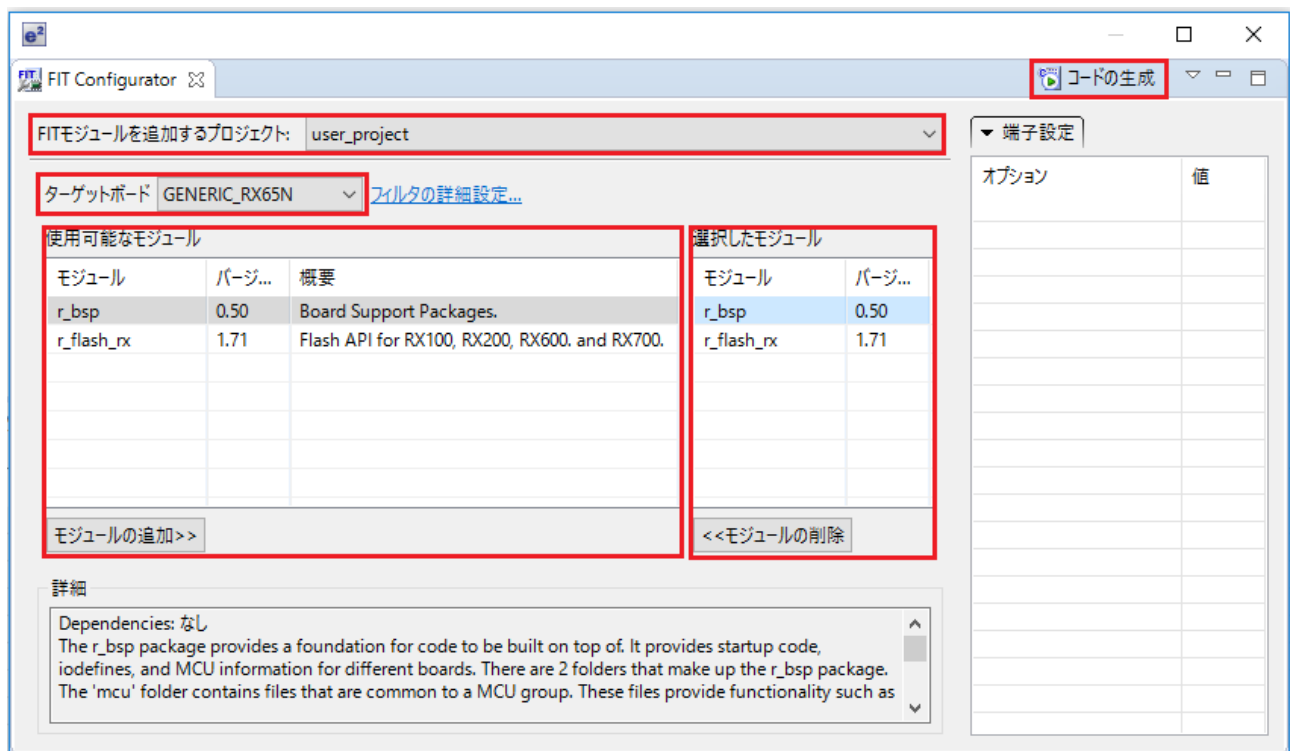 e²
FIT Configurator
コードの生成
FITモジュールを追加するプロジェクト: user_project
端子設定
オプション 値
ターゲットボード GENERIC_RX65N フィルタの詳細設定...
使用可能なモジュール 選択したモジュール
モジュール バージ... 概要 モジュール バージ...
r_bsp 0.50 Board Support Packages. r_bsp 0.50
r_flash_rx 1.71 Flash API for RX100, RX200, RX600. and RX700. r_flash_rx 1.71
モジュールの追加>> <<モジュールの削除
詳細
Dependencies: なし
The r_bsp package provides a foundation for code to be built on top of. It provides startup code,
iodefines, and MCU information for different boards. There are 2 folders that make up the r_bsp package.
The 'mcu' folder contains files that are common to a MCU group. These files provide functionality such as